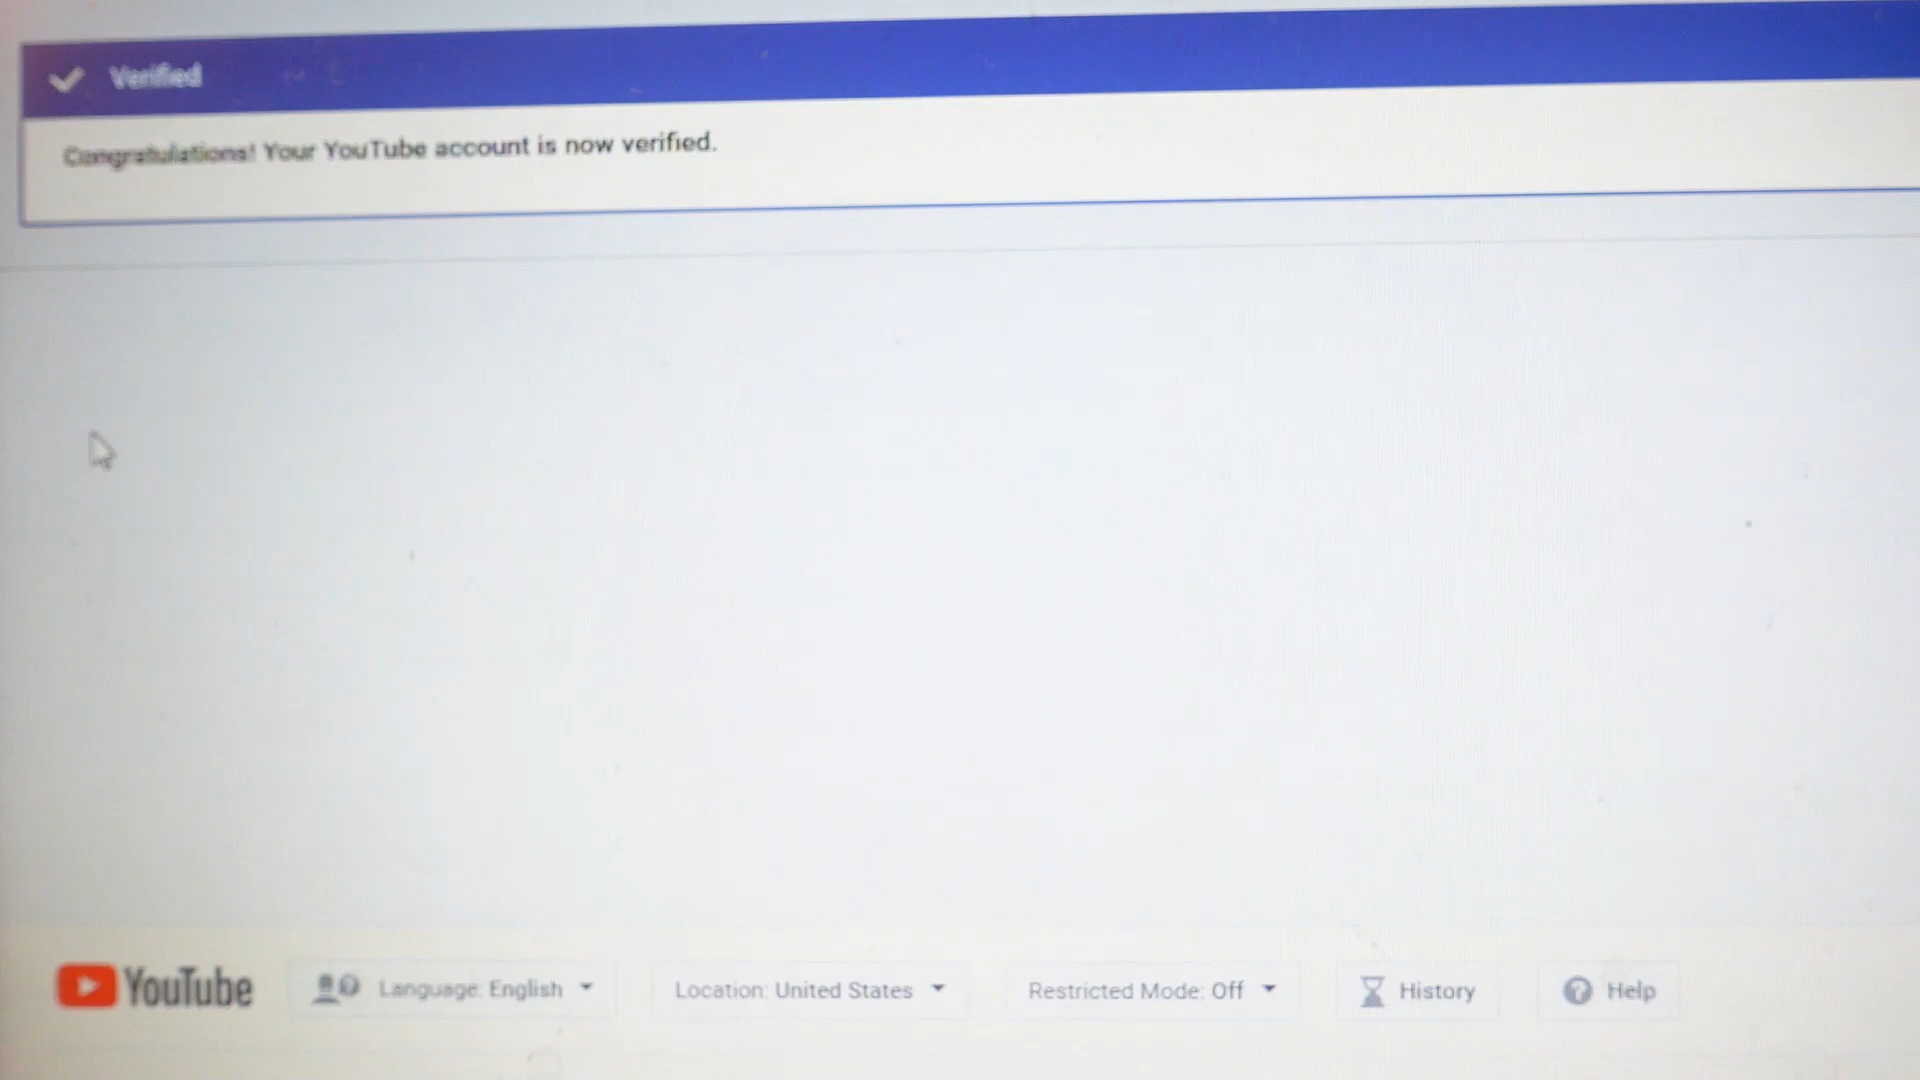 Verified
Congratulations! Your YouTube account is now verified.
YouTube Language: English Location: United States Restricted Mode: Off History Help